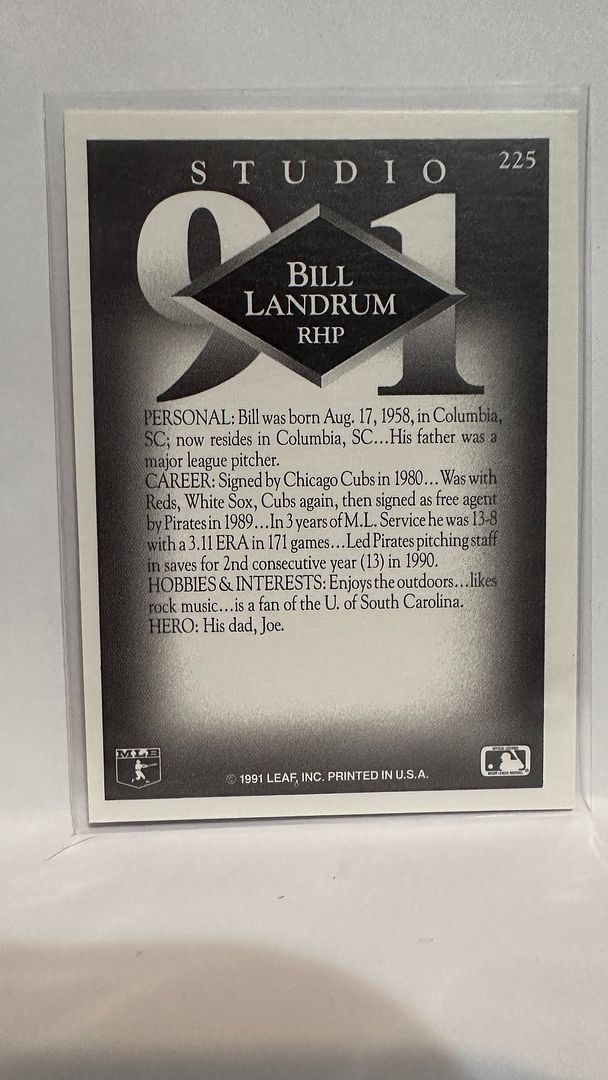 STUDIO
225
91
BILL
LANDRUM
RHP
PERSONAL: Bill was born Aug. 17, 1958, in Columbia,
SC; now resides in Columbia, SC...His father was a
major league pitcher.
CAREER: Signed by Chicago Cubs in 1980...Was with
Reds, White Sox, Cubs again, then signed as free agent
by Pirates in 1989...In 3 years of M.L. Service he was 13-8
with a 3.11 ERA in 171 games...Led Pirates pitching staff
in saves for 2nd consecutive year (13) in 1990.
HOBBIES & INTERESTS: Enjoys the outdoors...likes
rock music...is a fan of the U. of South Carolina.
HERO: His dad, Joe.
MLB
© 1991 LEAF, INC. PRINTED IN U.S.A.